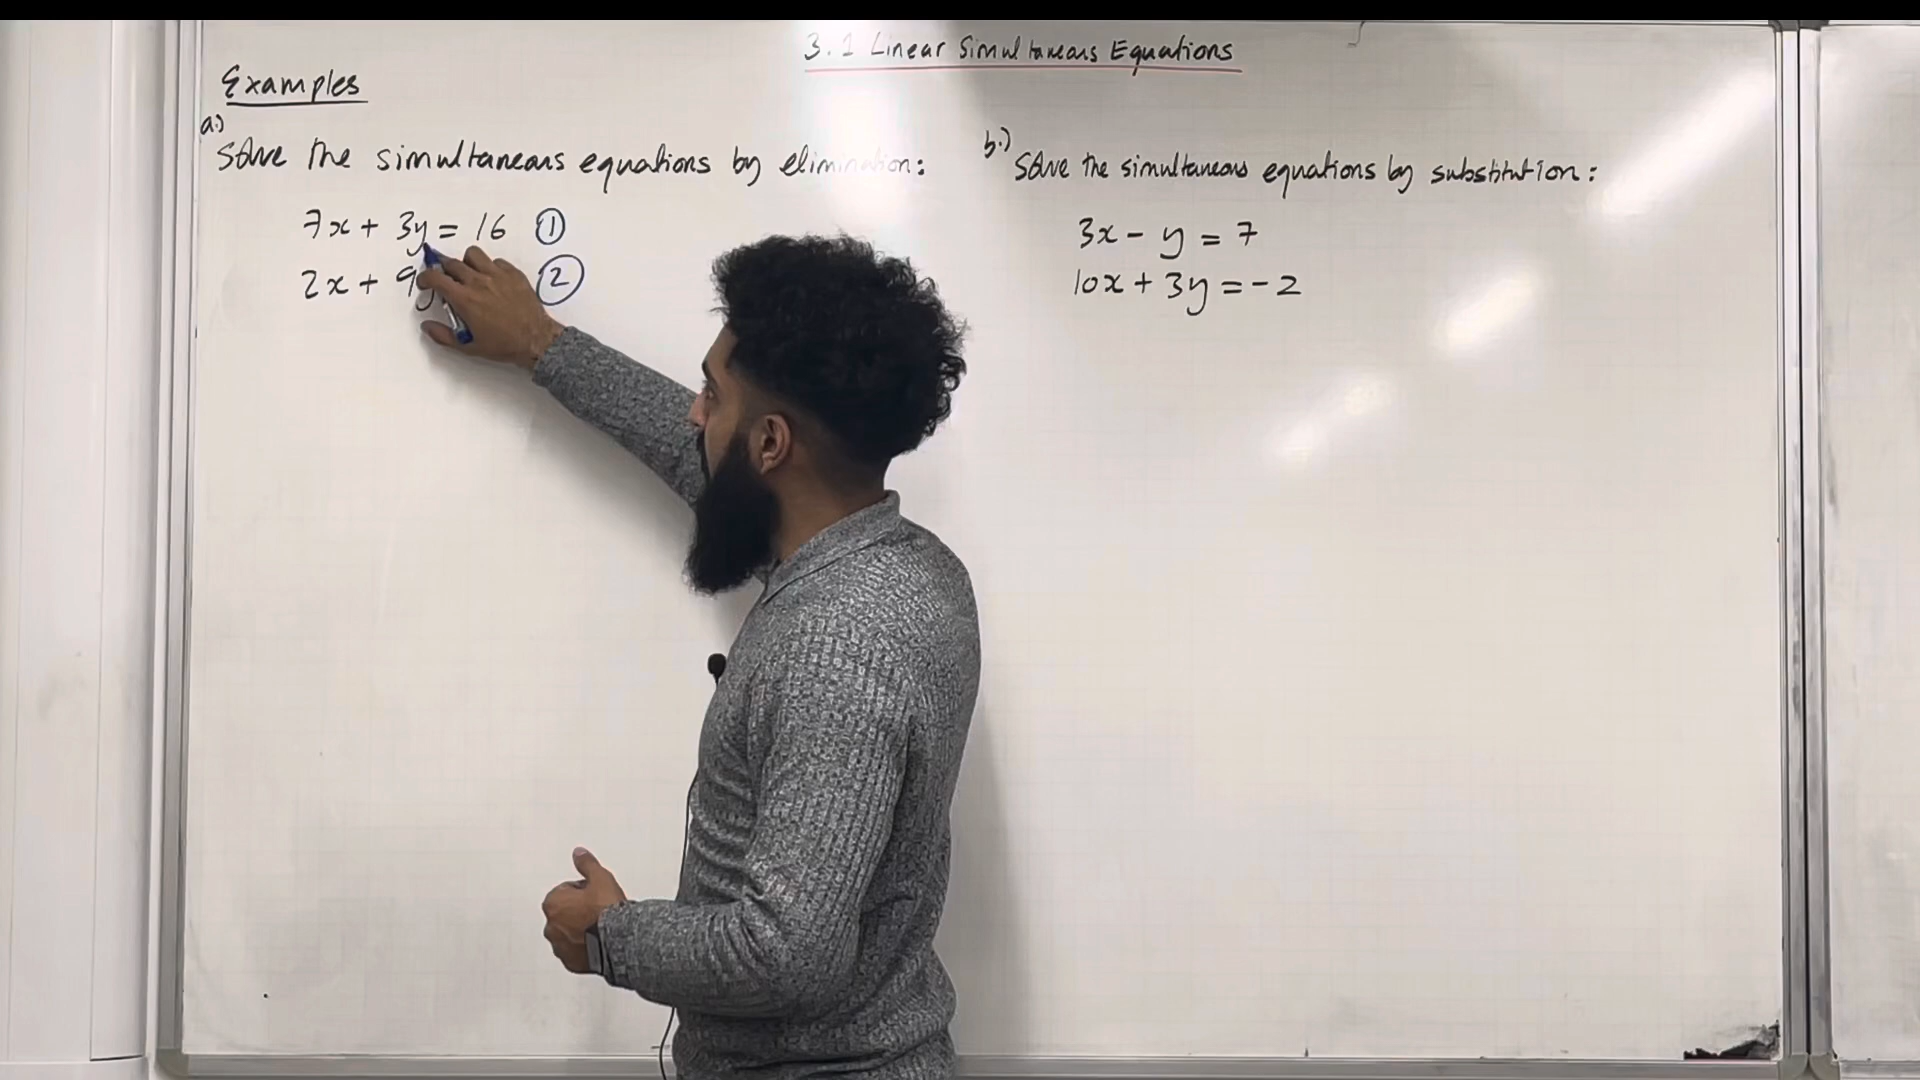 3.1 Linear Simultaneous Equations
Examples
a.)
Solve the simultaneous equations by elimination:
7x + 3y = 16 ①
2x + 9y ②
b.)
Solve the simultaneous equations by substitution:
3x - y = 7
10x + 3y = -2